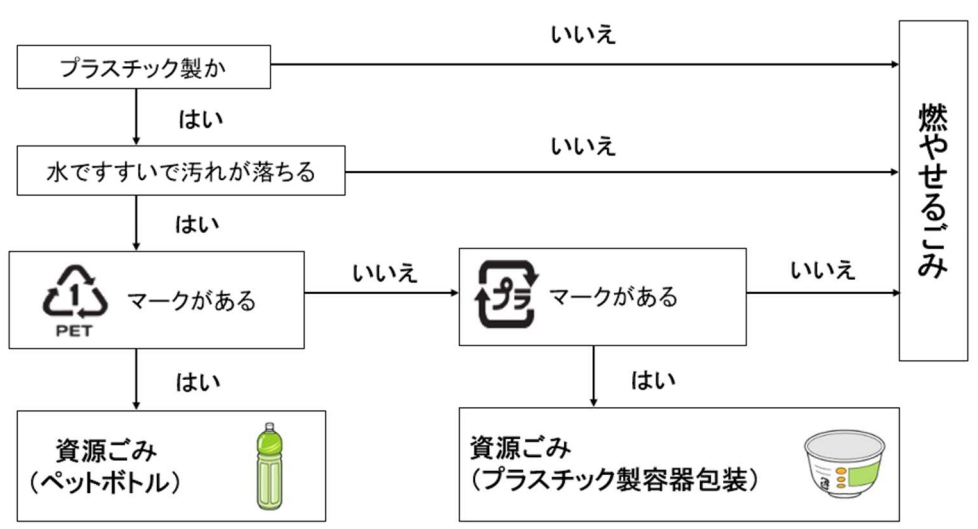 いいえ
プラスチック製か
はい
いいえ
水ですすいで汚れが落ちる
はい
燃やせるごみ
1
PET
マークがある
いいえ
プラ
マークがある
いいえ
はい
はい
資源ごみ
（ペットボトル）
資源ごみ
（プラスチック製容器包装）